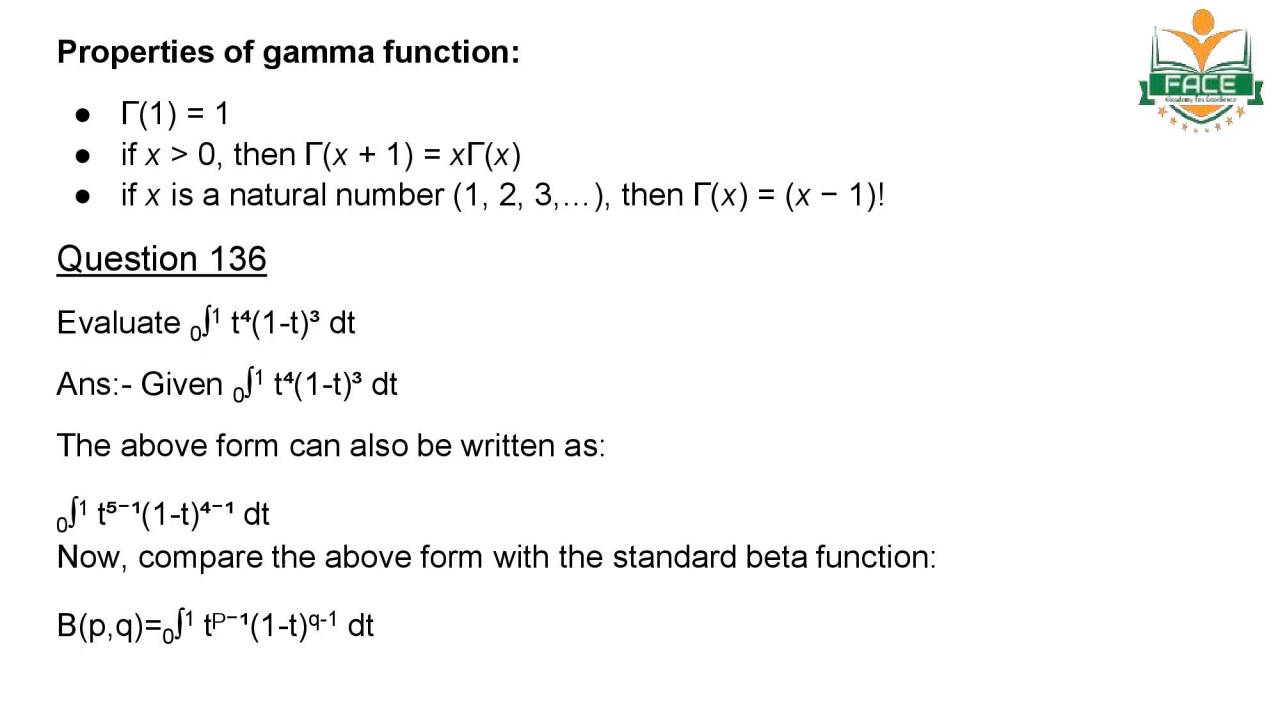 Properties of gamma function:
FACE
Academy for Excellence
● Γ(1) = 1
● if x > 0, then Γ(x + 1) = xΓ(x)
● if x is a natural number (1, 2, 3,…), then Γ(x) = (x − 1)!
Question 136
Evaluate ₀∫¹ t⁴(1-t)³ dt
Ans:- Given ₀∫¹ t⁴(1-t)³ dt
The above form can also be written as:
₀∫¹ t⁵⁻¹(1-t)⁴⁻¹ dt
Now, compare the above form with the standard beta function:
B(p,q)=₀∫¹ tᵖ⁻¹(1-t)^q-1 dt